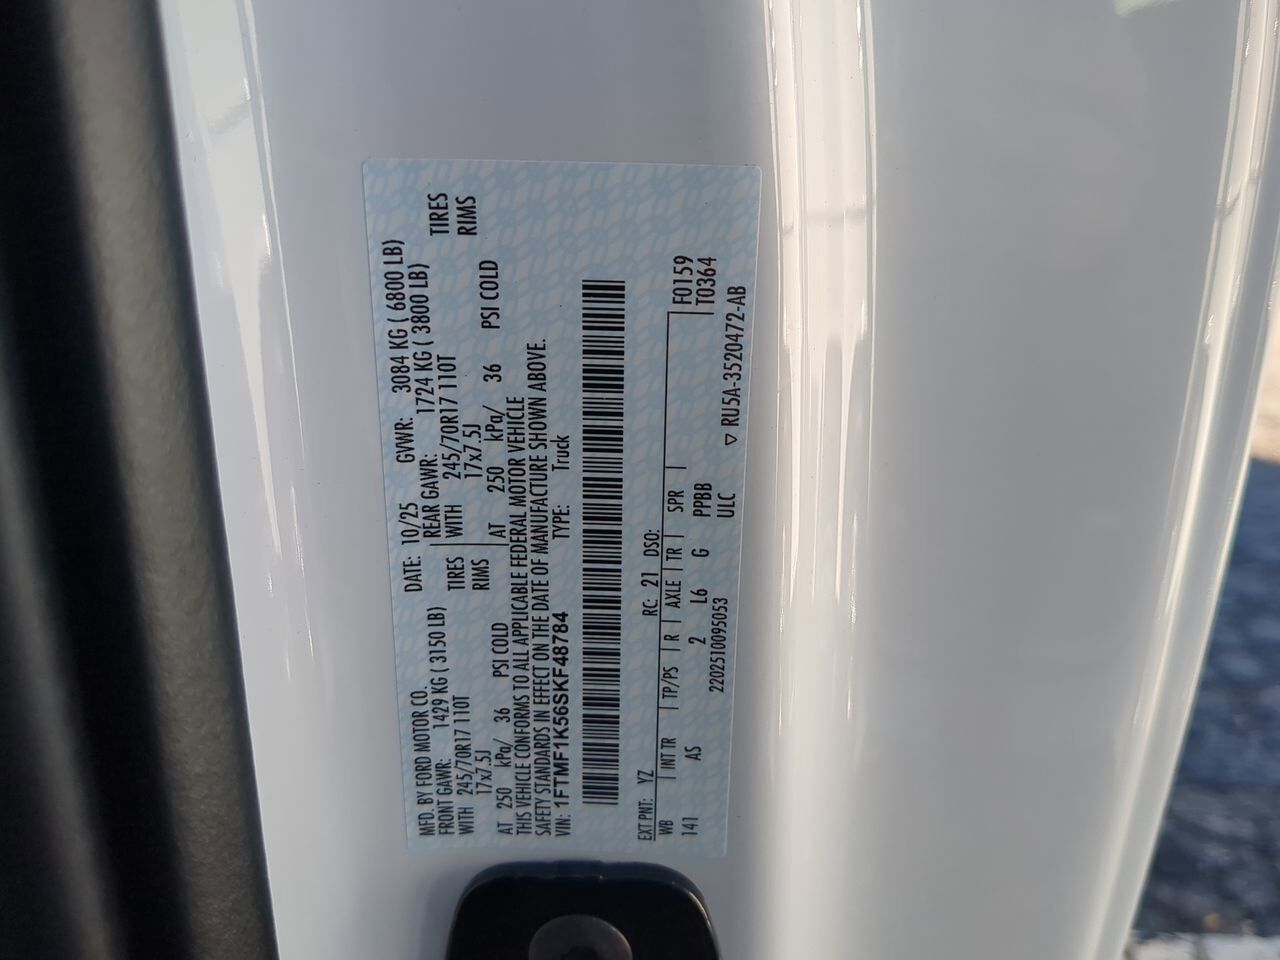 MFD. BY FORD MOTOR CO. DATE: 10/25 GVWR: 3084 KG ( 6800 LB)
FRONT GAWR: 1429 KG ( 3150 LB) REAR GAWR: 1724 KG ( 3800 LB)
WITH 245/70R17 110T TIRES WITH 245/70R17 110T TIRES
17x7.5J RIMS 17x7.5J RIMS
AT 250 kPa/ 36 PSI COLD AT 250 kPa/ 36 PSI COLD
THIS VEHICLE CONFORMS TO ALL APPLICABLE FEDERAL MOTOR VEHICLE
SAFETY STANDARDS IN EFFECT ON THE DATE OF MANUFACTURE SHOWN ABOVE.
VIN: 1FTMF1K56SKF48784 TYPE: Truck
EXT PNT: YZ RC: 21 DSO:
WB INT TR TP/PS R AXLE TR SPR F0159
141 AS 2 L6 G PPBB T0364
2202510095053 ULC ▽ RU5A-3520472-AB